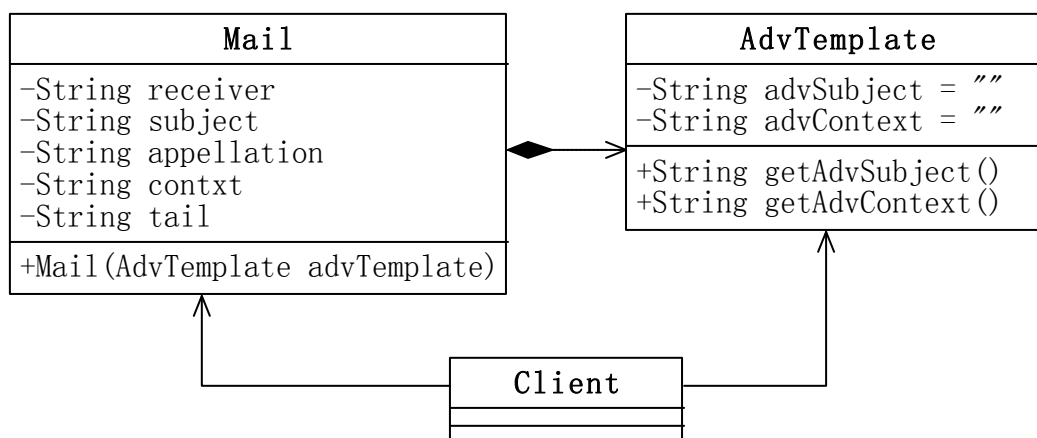 Mail
-String receiver
-String subject
-String appellation
-String contxt
-String tail
+Mail(AdvTemplate advTemplate)
AdvTemplate
-String advSubject = ""
-String advContext = ""
+String getAdvSubject()
+String getAdvContext()
Client